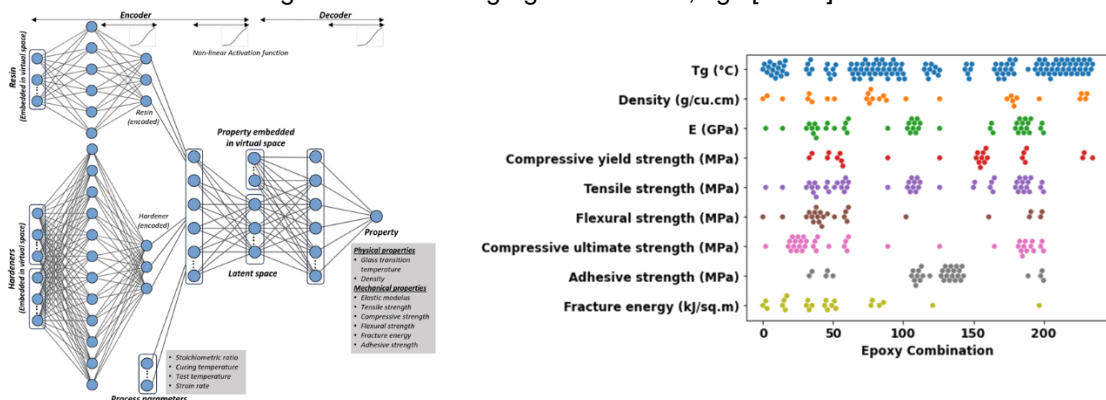 Encoder
Decoder
Non-linear Activation function
Resin
(Embedded in virtual space)
Resin
(encoded)
Property embedded
in virtual space
Hardeners
(Embedded in virtual space)
Hardener
(encoded)
Latent space
Property
Physical properties
• Glass transition
temperature
• Density
Mechanical properties
• Elastic modulus
• Tensile strength
• Compressive strength
• Flexural strength
• Fracture energy
• Adhesive strength
• Stoichiometric ratio
• Curing temperature
• Test temperature
• Strain rate
Process parameters
Tg (°C)
Density (g/cu.cm)
E (GPa)
Compressive yield strength (MPa)
Tensile strength (MPa)
Flexural strength (MPa)
Compressive ultimate strength (MPa)
Adhesive strength (MPa)
Fracture energy (kJ/sq.m)
0 50 100 150 200
Epoxy Combination